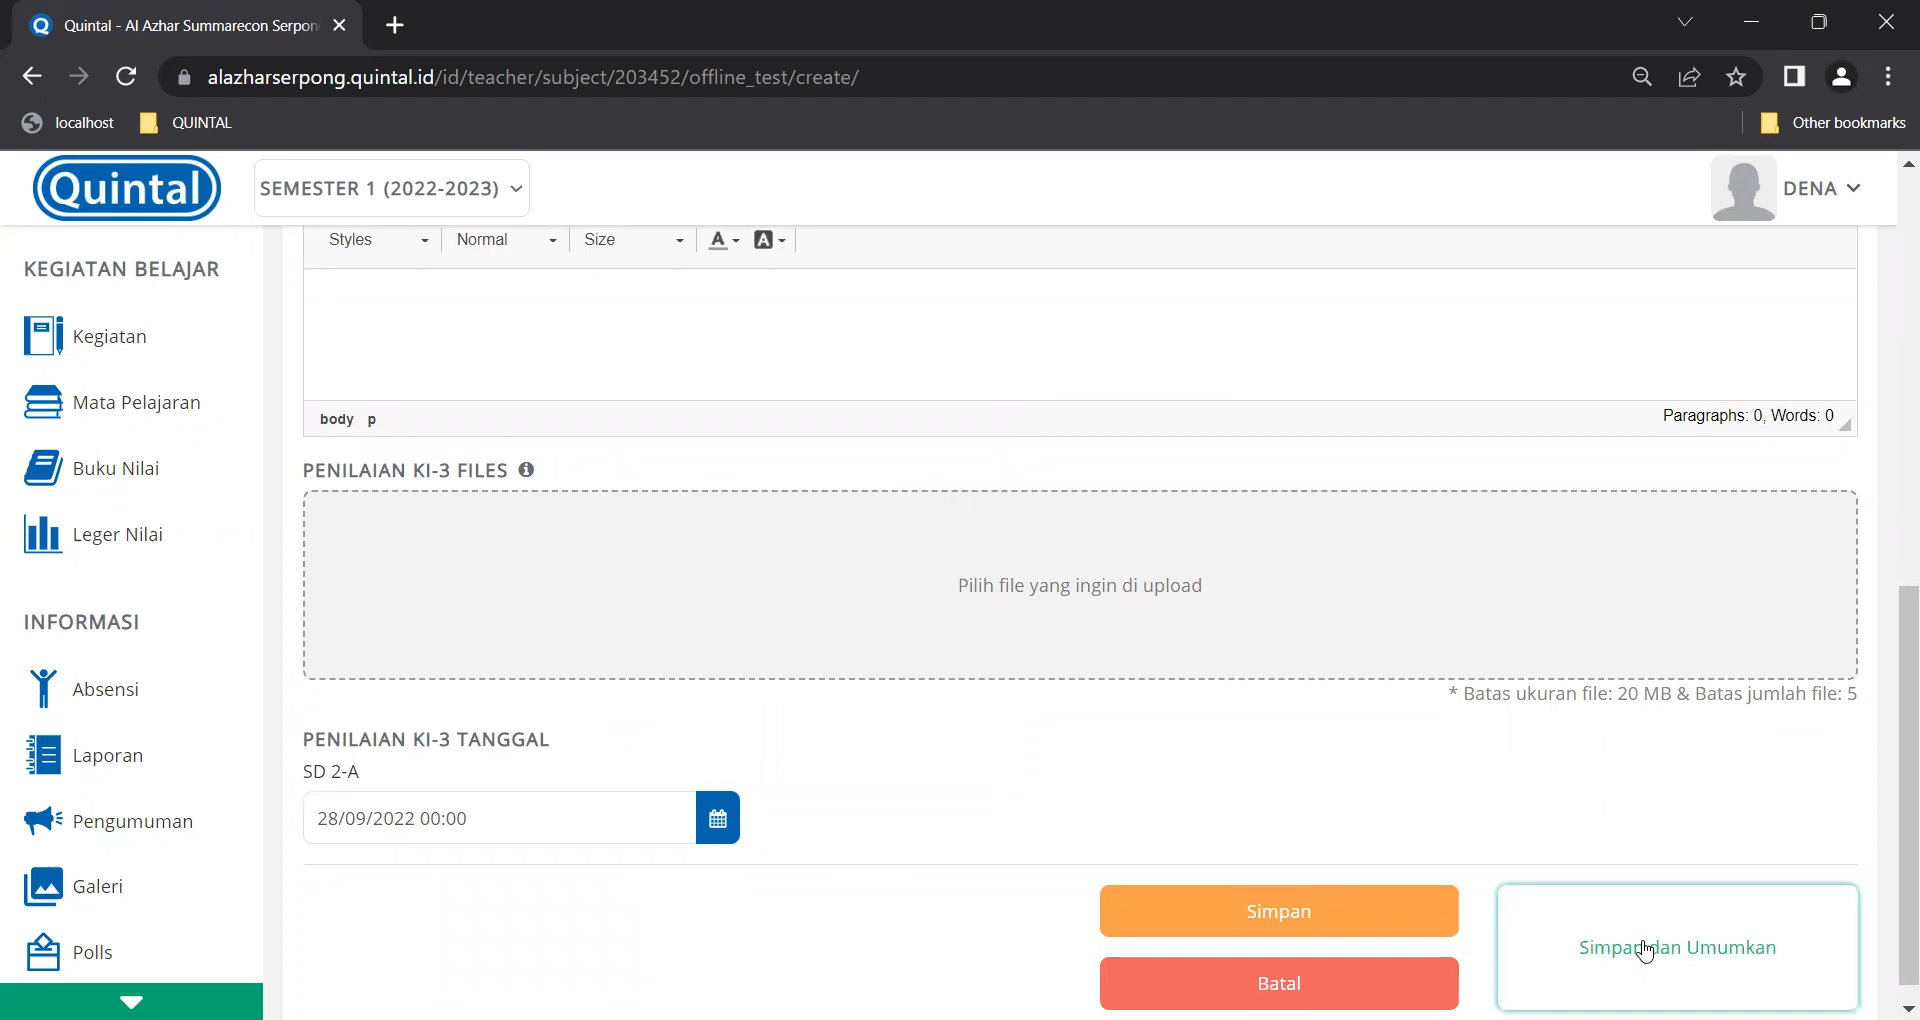 Quintal - Al Azhar Summarecon Serpon
alazharserpong.quintal.id/id/teacher/subject/203452/offline_test/create/
localhost
QUINTAL
Other bookmarks
Quintal
SEMESTER 1 (2022-2023)
DENA
Styles
Normal
Size
A
A
KEGIATAN BELAJAR
Kegiatan
Mata Pelajaran
Buku Nilai
Leger Nilai
INFORMASI
Absensi
Laporan
Pengumuman
Galeri
Polls
body p
Paragraphs: 0, Words: 0
PENILAIAN KI-3 FILES
Pilih file yang ingin di upload
* Batas ukuran file: 20 MB & Batas jumlah file: 5
PENILAIAN KI-3 TANGGAL
SD 2-A
28/09/2022 00:00
Simpan
Batal
Simpan dan Umumkan